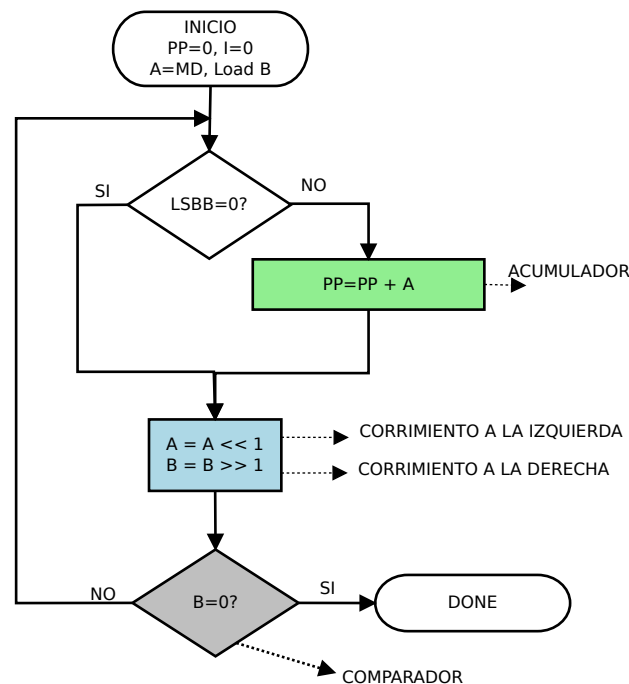 INICIO
PP=0, I=0
A=MD, Load B
SI
LSBB=0?
NO
PP=PP + A
ACUMULADOR
A = A << 1
B = B >> 1
CORRIMIENTO A LA IZQUIERDA
CORRIMIENTO A LA DERECHA
NO
B=0?
SI
DONE
COMPARADOR